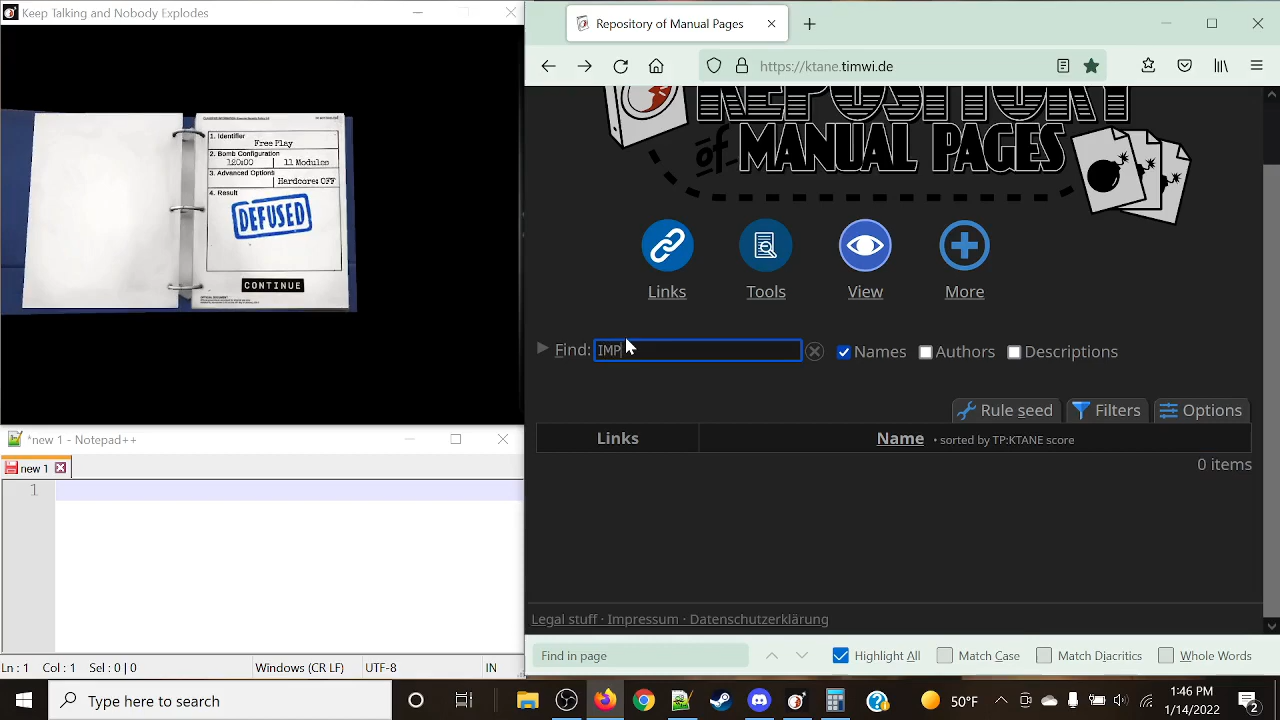 Keep Talking and Nobody Explodes
1. Identifier
Free Play
2. Bomb Configuration
120:00 11 Modules
3. Advanced Options
Hardcore: OFF
4. Result
DEFUSED
CONTINUE
*new 1 - Notepad++
new 1
1
Ln : 1 Col : 1 Sel : 0 | 0 Windows (CR LF) UTF-8 IN
Repository of Manual Pages
https://ktane.timwi.de
REPOSITORY
of
MANUAL PAGES
Links Tools View More
Find: IMP Names Authors Descriptions
Rule seed Filters Options
Links Name • sorted by TP:KTANE score
0 items
Legal stuff · Impressum · Datenschutzerklärung
Find in page Highlight All Match Case Match Diacritics Whole Words
Type here to search
50°F
1:46 PM
1/14/2022
2